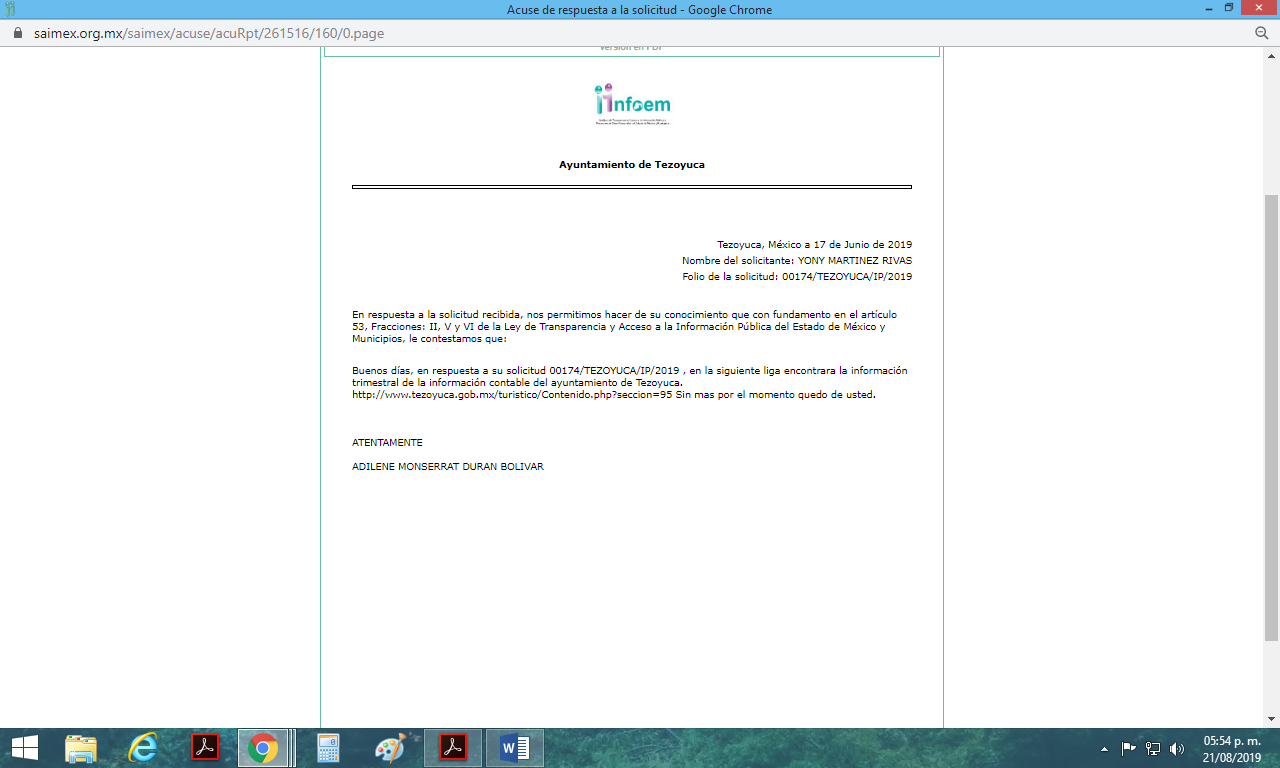 Acuse de respuesta a la solicitud - Google Chrome
saimex.org.mx/saimex/acuse/acuRpt/261516/160/0.page
Versión en PDF
infoem
Ayuntamiento de Tezoyuca
Tezoyuca, México a 17 de Junio de 2019
Nombre del solicitante: YONY MARTINEZ RIVAS
Folio de la solicitud: 00174/TEZOYUCA/IP/2019
En respuesta a la solicitud recibida, nos permitimos hacer de su conocimiento que con fundamento en el artículo
53, Fracciones: II, V y VI de la Ley de Transparencia y Acceso a la Información Pública del Estado de México y
Municipios, le contestamos que:
Buenos días, en respuesta a su solicitud 00174/TEZOYUCA/IP/2019 , en la siguiente liga encontrara la información
trimestral de la información contable del ayuntamiento de Tezoyuca.
http://www.tezoyuca.gob.mx/turistico/Contenido.php?seccion=95 Sin mas por el momento quedo de usted.
ATENTAMENTE
ADILENE MONSERRAT DURAN BOLIVAR
05:54 p. m.
21/08/2019